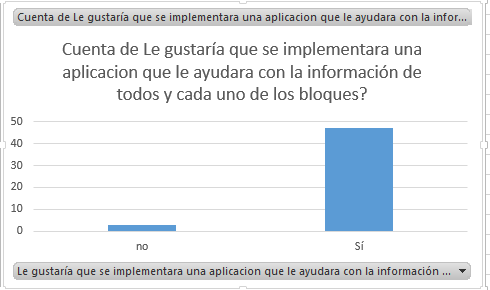 Cuenta de Le gustaría que se implementara una aplicacion que le ayudara con la infor...
Cuenta de Le gustaría que se implementara una
aplicacion que le ayudara con la información de
todos y cada uno de los bloques?
50
40
30
20
10
0
no Sí
Le gustaría que se implementara una aplicacion que le ayudara con la información ...